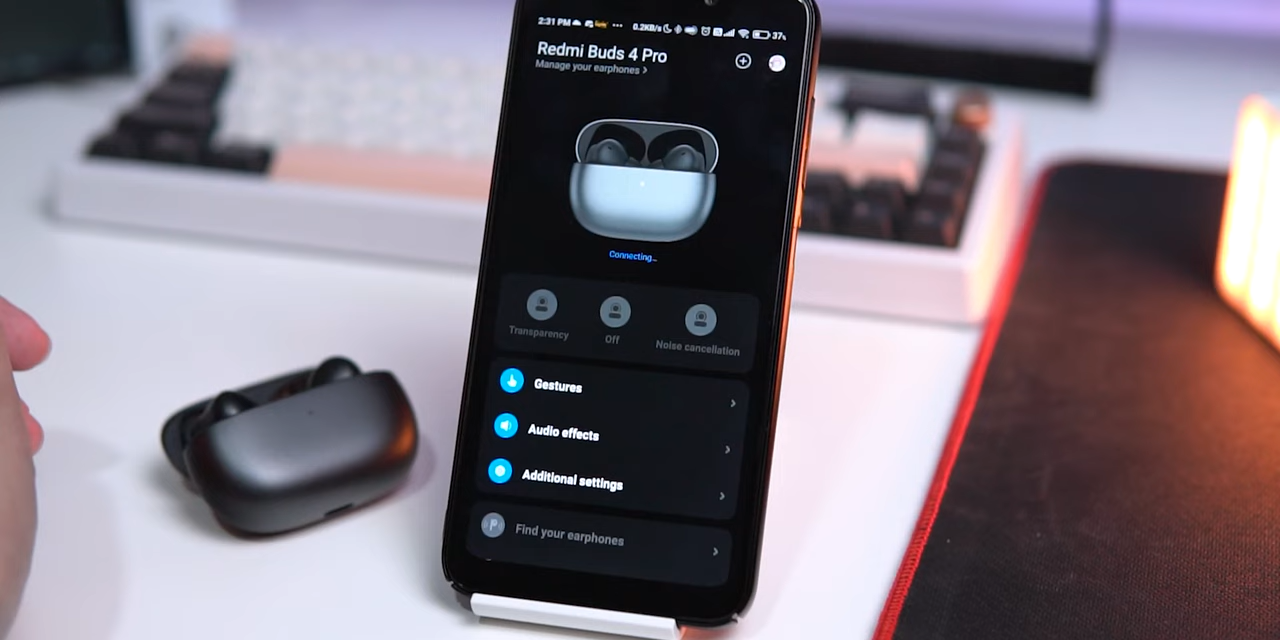 2:31 PM
0.2KB/s
37%
Redmi Buds 4 Pro
Manage your earphones >
Connecting...
Transparency
Off
Noise cancellation
Gestures
Audio effects
Additional settings
Find your earphones